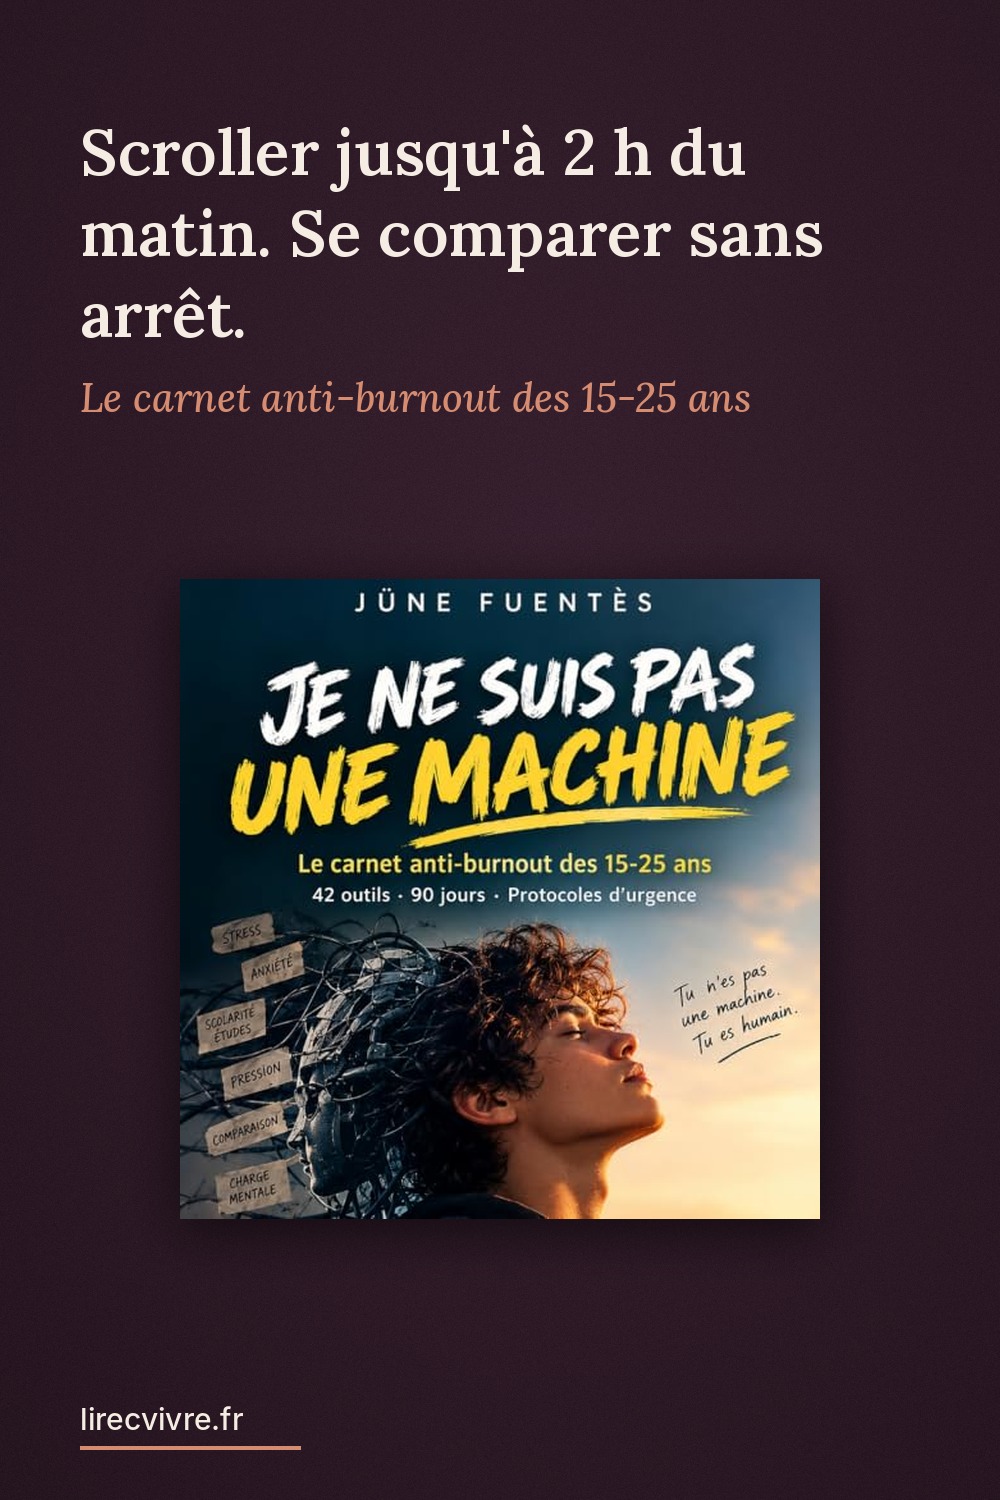 Scroller jusqu'à 2 h du
matin. Se comparer sans
arrêt.
Le carnet anti-burnout des 15-25 ans
JÜNE FUENTÈS
JE NE SUIS PAS
UNE MACHINE
Le carnet anti-burnout des 15-25 ans
42 outils · 90 jours · Protocoles d’urgence
STRESS
ANXIÉTÉ
SCOLARITÉ
ÉTUDES
PRESSION
COMPARAISON
CHARGE
MENTALE
Tu n'es pas
une machine.
Tu es humain.
lirecvivre.fr